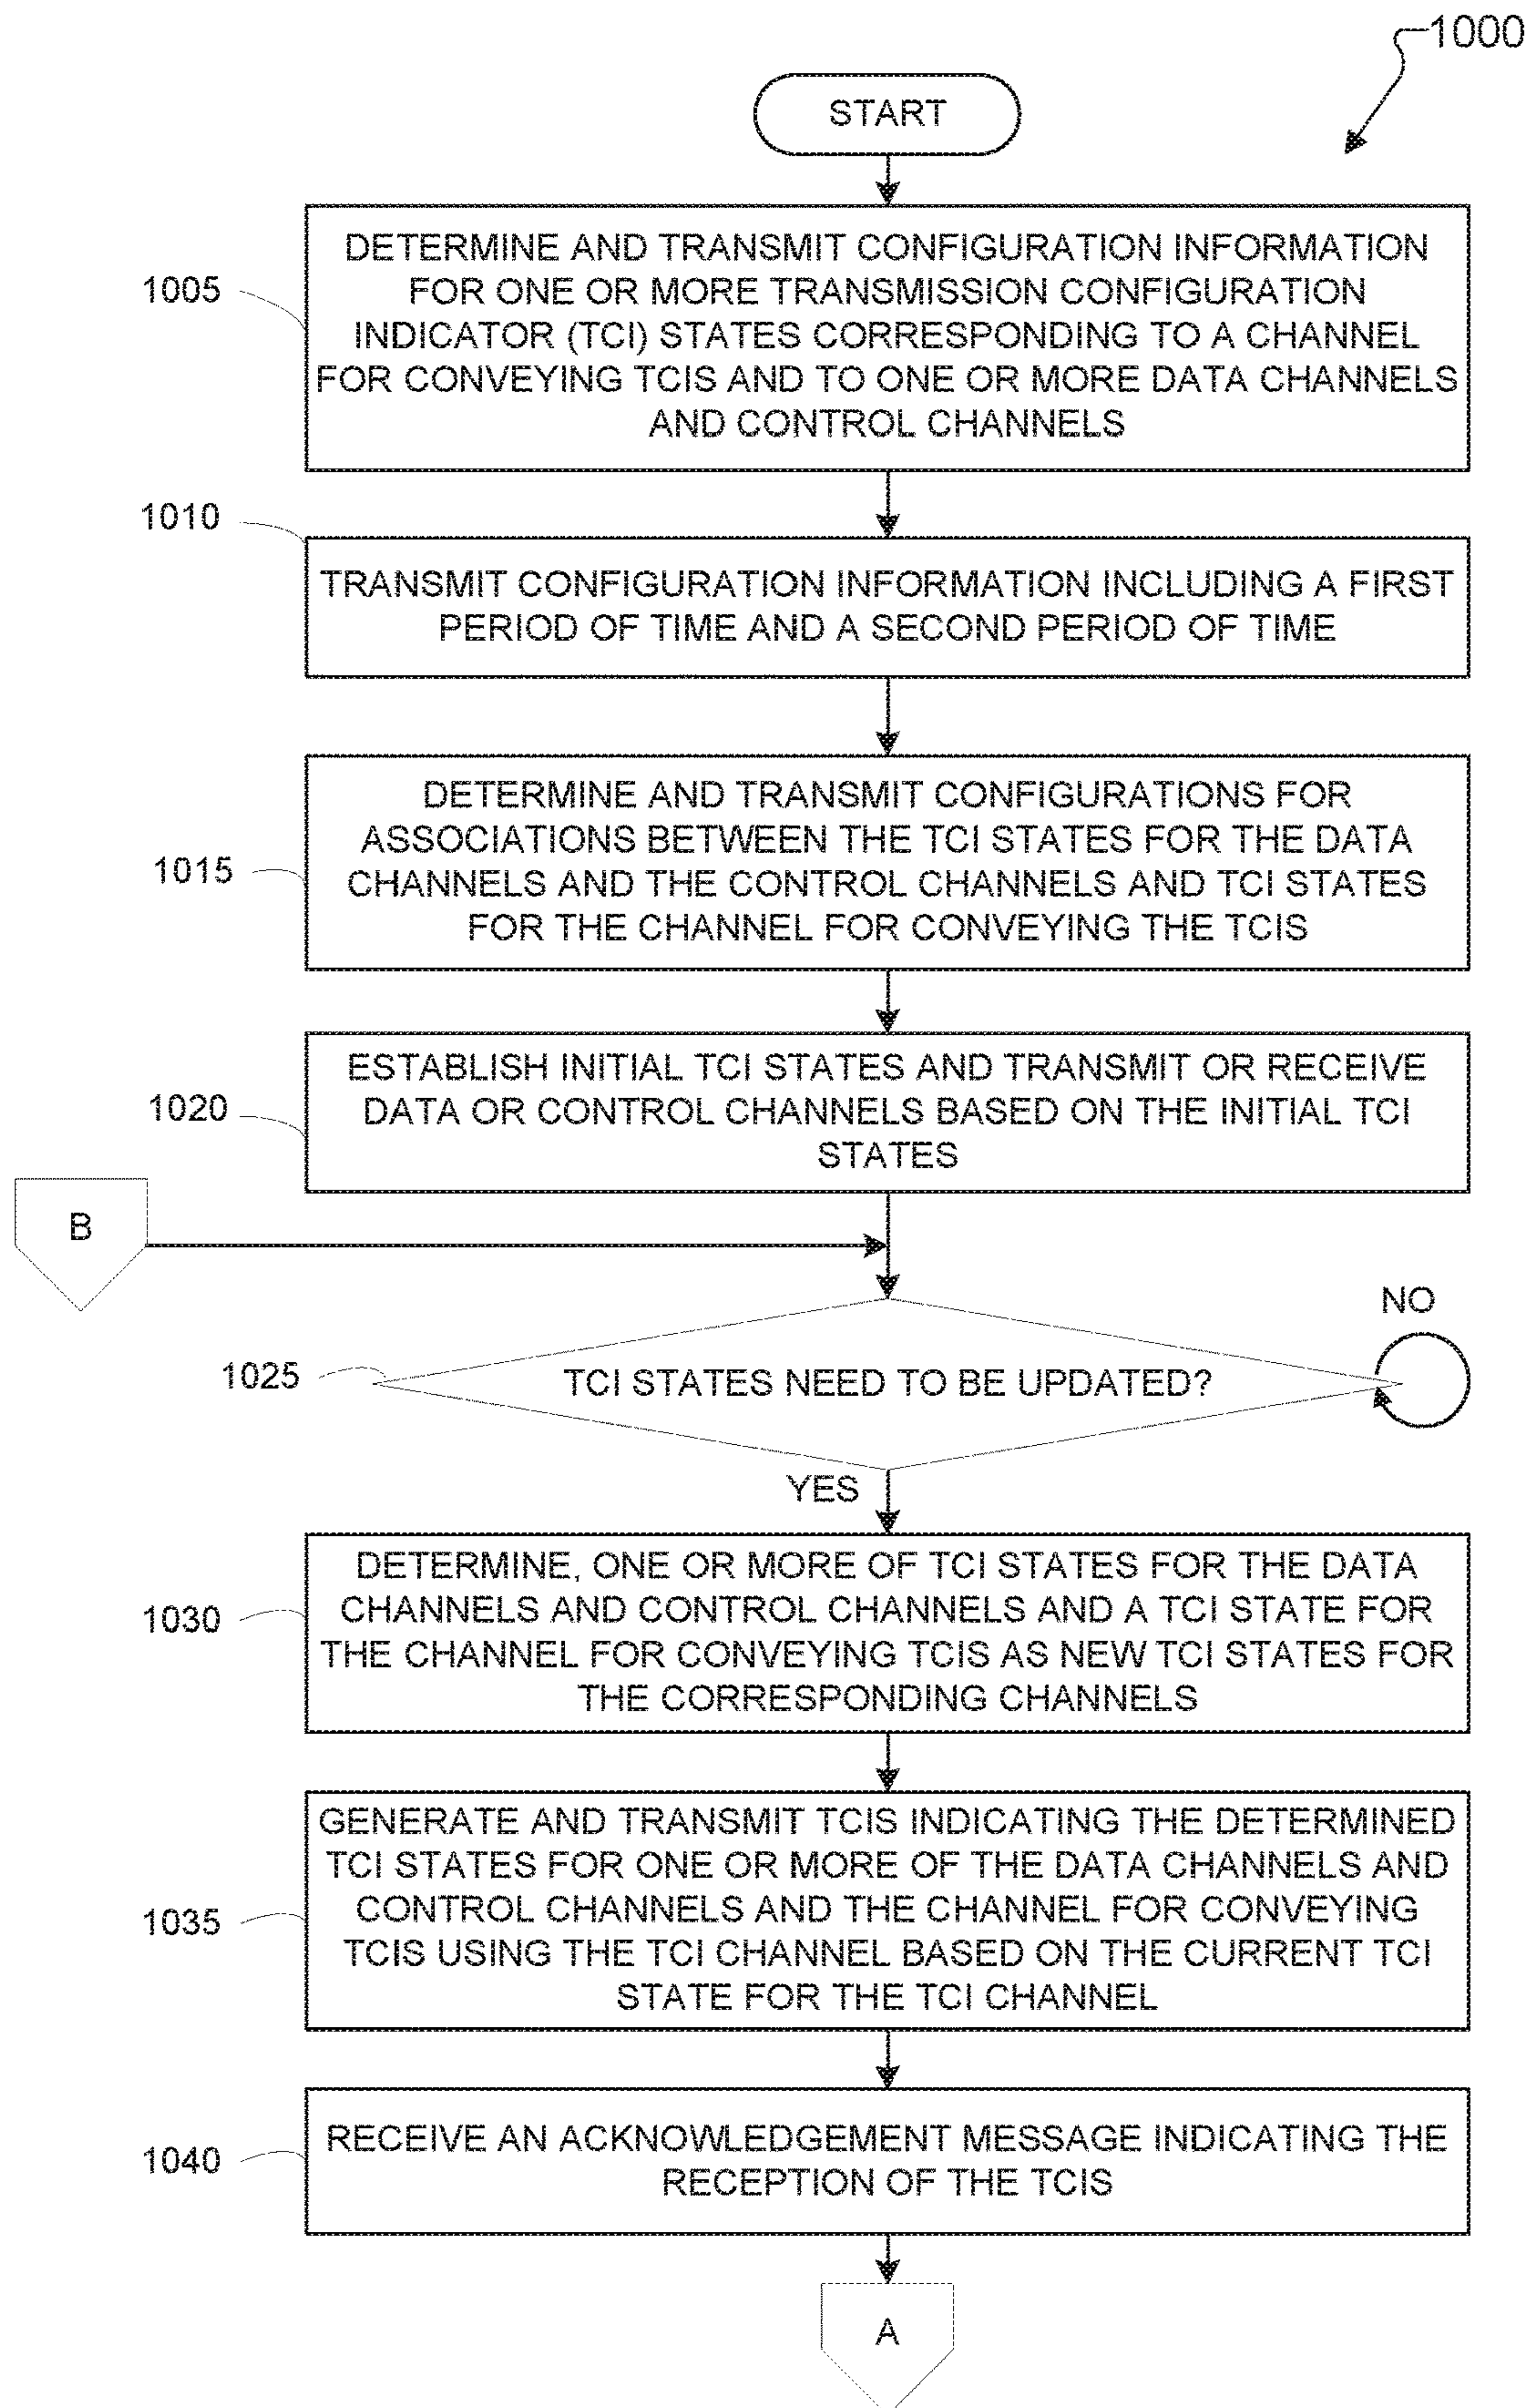 1000
START
1005
DETERMINE AND TRANSMIT CONFIGURATION INFORMATION
FOR ONE OR MORE TRANSMISSION CONFIGURATION
INDICATOR (TCI) STATES CORRESPONDING TO A CHANNEL
FOR CONVEYING TCIS AND TO ONE OR MORE DATA CHANNELS
AND CONTROL CHANNELS
1010
TRANSMIT CONFIGURATION INFORMATION INCLUDING A FIRST
PERIOD OF TIME AND A SECOND PERIOD OF TIME
1015
DETERMINE AND TRANSMIT CONFIGURATIONS FOR
ASSOCIATIONS BETWEEN THE TCI STATES FOR THE DATA
CHANNELS AND THE CONTROL CHANNELS AND TCI STATES
FOR THE CHANNEL FOR CONVEYING THE TCIS
1020
ESTABLISH INITIAL TCI STATES AND TRANSMIT OR RECEIVE
DATA OR CONTROL CHANNELS BASED ON THE INITIAL TCI
STATES
B
NO
1025
TCI STATES NEED TO BE UPDATED?
YES
1030
DETERMINE, ONE OR MORE OF TCI STATES FOR THE DATA
CHANNELS AND CONTROL CHANNELS AND A TCI STATE FOR
THE CHANNEL FOR CONVEYING TCIS AS NEW TCI STATES FOR
THE CORRESPONDING CHANNELS
1035
GENERATE AND TRANSMIT TCIS INDICATING THE DETERMINED
TCI STATES FOR ONE OR MORE OF THE DATA CHANNELS AND
CONTROL CHANNELS AND THE CHANNEL FOR CONVEYING
TCIS USING THE TCI CHANNEL BASED ON THE CURRENT TCI
STATE FOR THE TCI CHANNEL
1040
RECEIVE AN ACKNOWLEDGEMENT MESSAGE INDICATING THE
RECEPTION OF THE TCIS
A